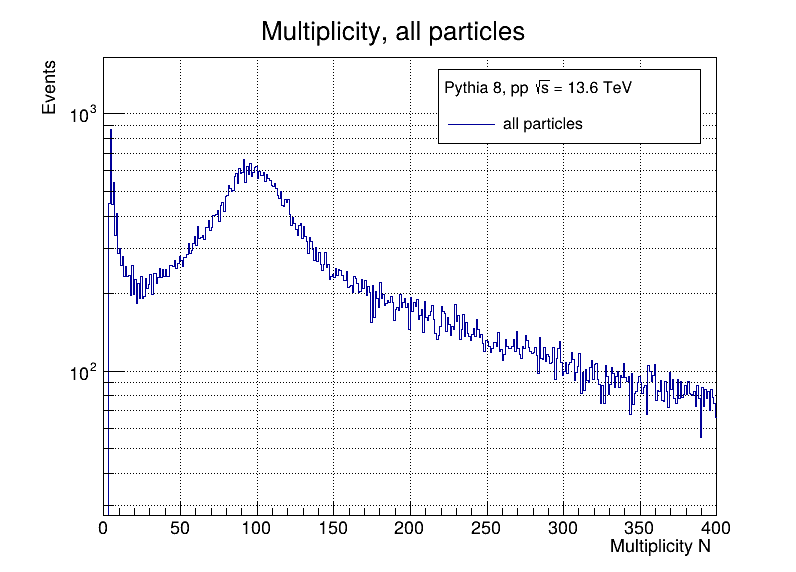 Multiplicity, all particles
Events
Pythia 8, pp √s = 13.6 TeV
all particles
10³
10²
0 50 100 150 200 250 300 350 400
Multiplicity N